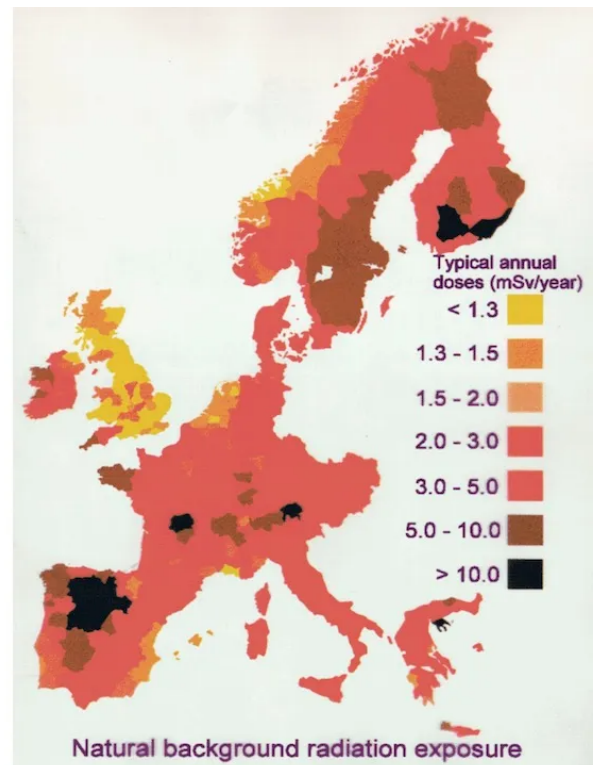 Typical annual
doses (mSv/year)
< 1.3
1.3 - 1.5
1.5 - 2.0
2.0 - 3.0
3.0 - 5.0
5.0 - 10.0
> 10.0
Natural background radiation exposure